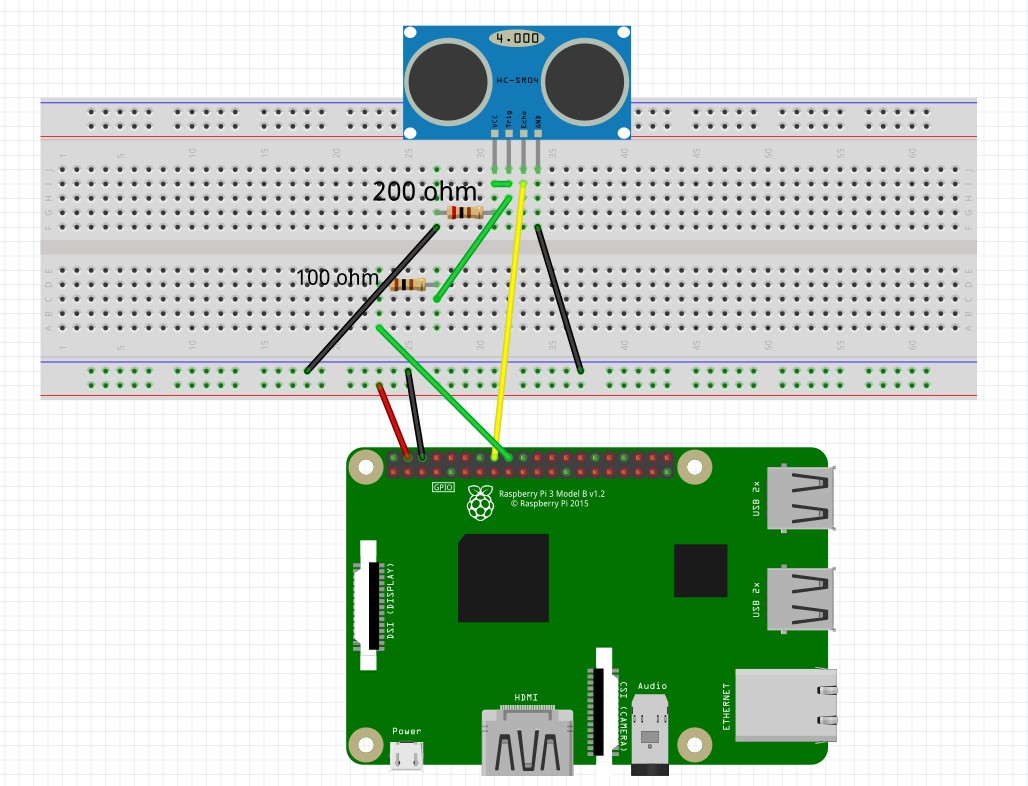 4.000
HC-SR04
VCC Trig Echo GND
1 5 10 15 20 25 30 35 40 45 50 55 60
J
I
H
G
F
200 ohm
100 ohm
E
D
C
B
A
1 5 10 15 20 25 30 35 40 45 50 55 60
GPIO
Raspberry Pi 3 Model B v1.2
© Raspberry Pi 2015
USB 2x
DSI (DISPLAY)
USB 2x
HDMI
CSI (CAMERA)
Audio
ETHERNET
Power